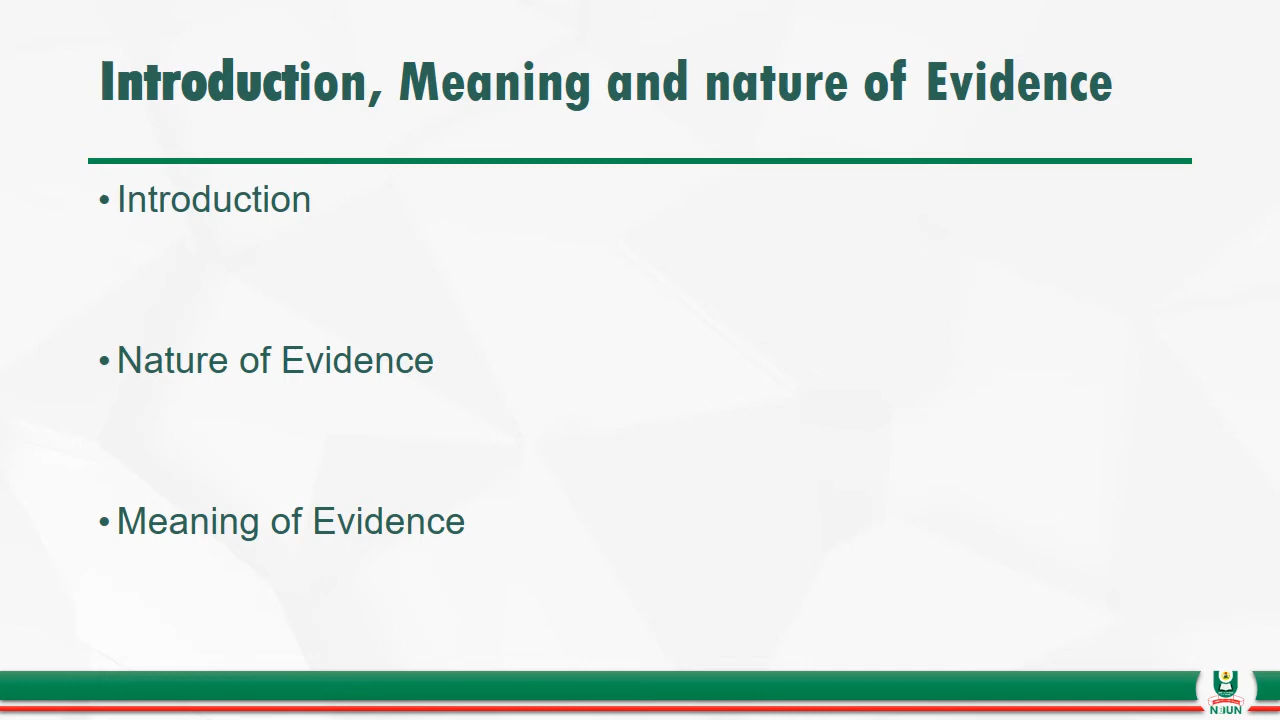 Introduction, Meaning and nature of Evidence
• Introduction
• Nature of Evidence
• Meaning of Evidence
NOUN